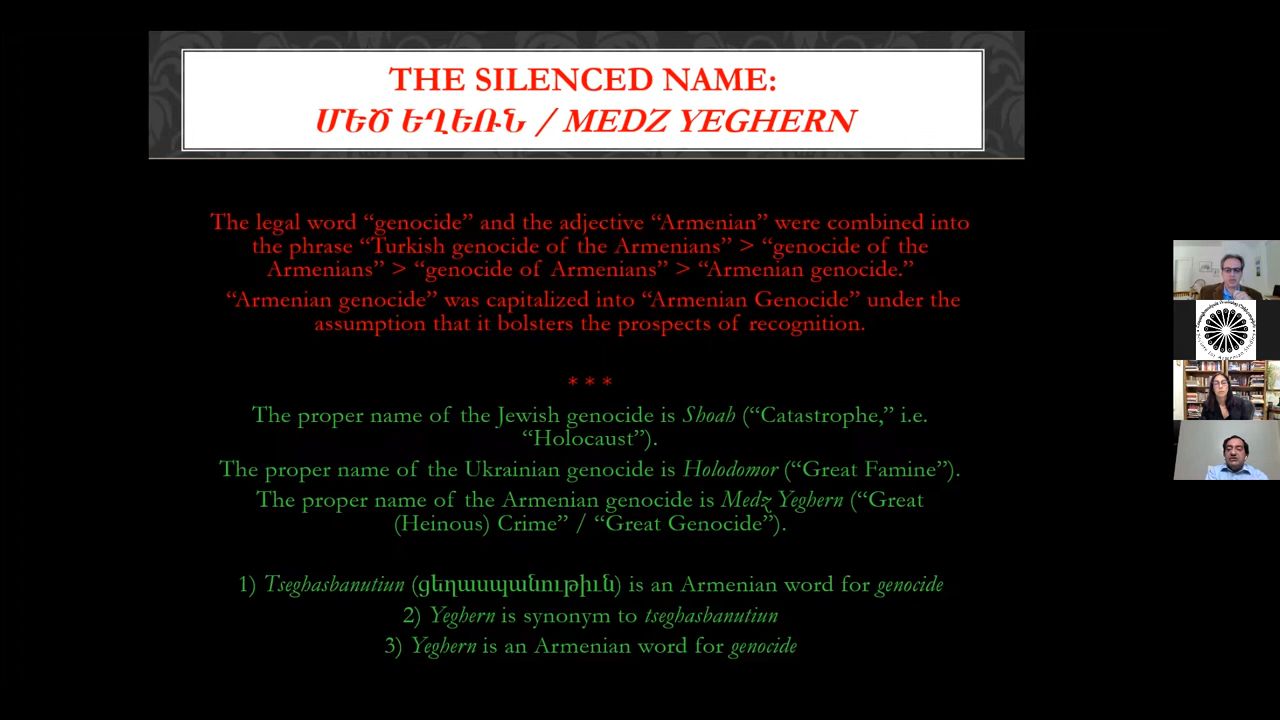 THE SILENCED NAME:
ՄԵԾ ԵՂԵՌՆ / MEDZ YEGHERN
The legal word “genocide” and the adjective “Armenian” were combined into
the phrase “Turkish genocide of the Armenians” > “genocide of the
Armenians” > “genocide of Armenians” > “Armenian genocide.”
“Armenian genocide” was capitalized into “Armenian Genocide” under the
assumption that it bolsters the prospects of recognition.
* * *
The proper name of the Jewish genocide is Shoah (“Catastrophe,” i.e.
“Holocaust”).
The proper name of the Ukrainian genocide is Holodomor (“Great Famine”).
The proper name of the Armenian genocide is Medz Yeghern (“Great
(Heinous) Crime” / “Great Genocide”).
1) Tseghasbanutiun (ցեղասպանութիւն) is an Armenian word for genocide
2) Yeghern is synonym to tseghasbanutiun
3) Yeghern is an Armenian word for genocide
Society for Armenian Studies